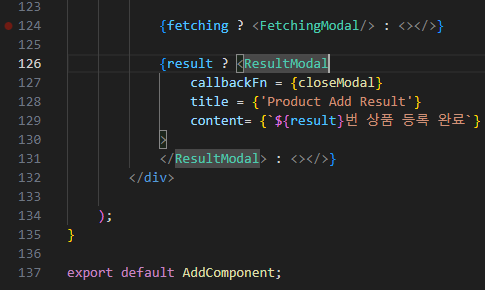 123
124 {fetching ? <FetchingModal/> : <></>}
125
126 {result ? <ResultModal
127 callbackFn = {closeModal}
128 title = {'Product Add Result'}
129 content= {`${result}번 상품 등록 완료`}
130 >
131 </ResultModal> : <></>}
132 </div>
133
134 );
135 }
136
137 export default AddComponent;